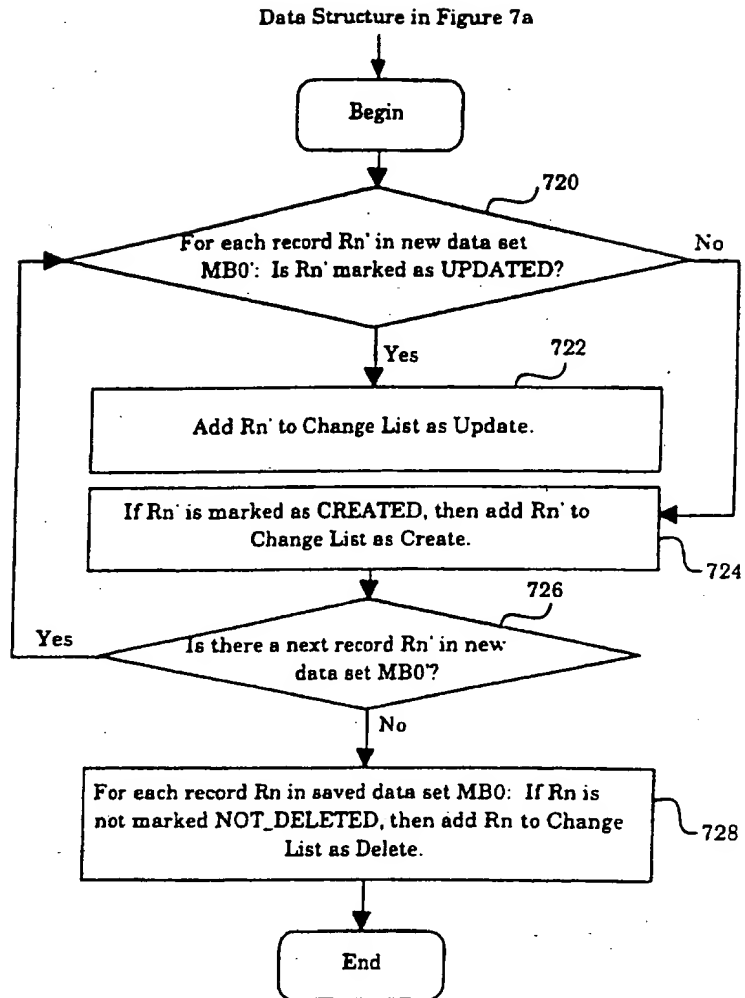 Data Structure in Figure 7a
Begin
720
For each record Rn' in new data set
MB0': Is Rn' marked as UPDATED?
No
Yes
722
Add Rn' to Change List as Update.
If Rn' is marked as CREATED, then add Rn' to
Change List as Create.
724
726
Yes
Is there a next record Rn' in new
data set MB0'?
No
For each record Rn in saved data set MB0: If Rn is
not marked NOT_DELETED, then add Rn to Change
List as Delete.
728
End